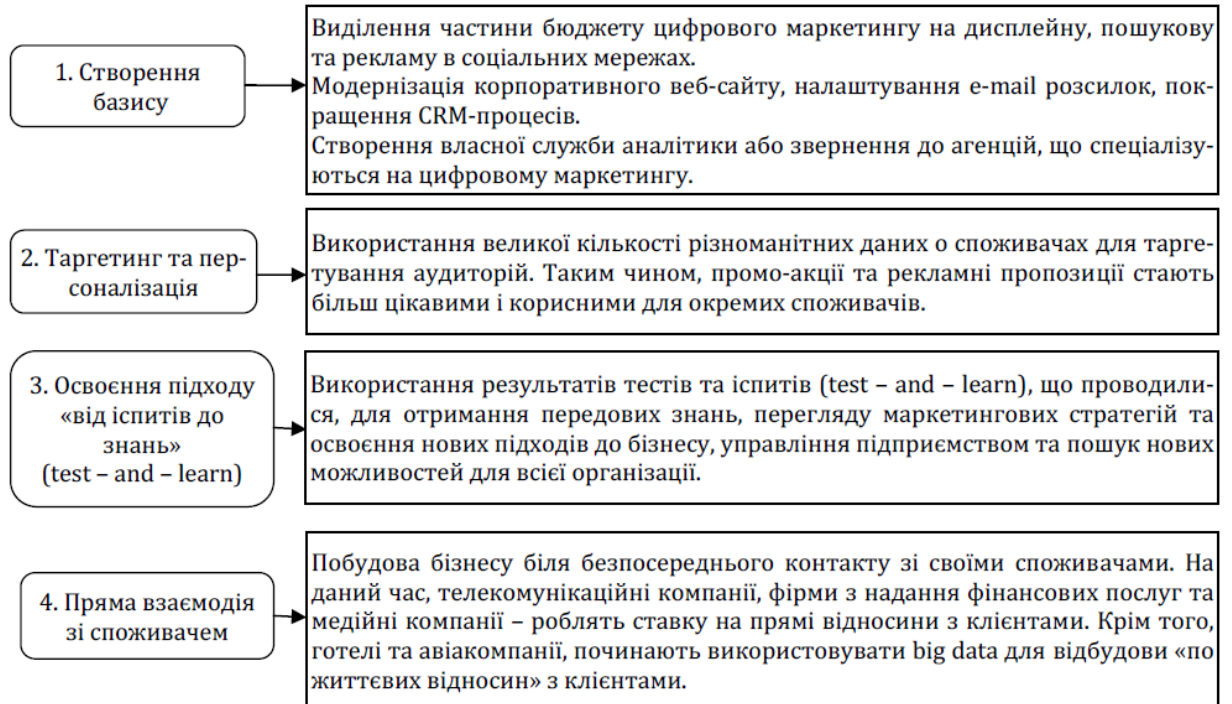 1. Створення
базису
Виділення частини бюджету цифрового маркетингу на дисплейну, пошукову
та рекламу в соціальних мережах.
Модернізація корпоративного веб-сайту, налаштування e-mail розсилок, пок-
ращення CRM-процесів.
Створення власної служби аналітики або звернення до агенцій, що спеціалізу-
ються на цифровому маркетингу.
2. Таргетинг та пер-
соналізація
Використання великої кількості різноманітних даних о споживачах для тарге-
тування аудиторій. Таким чином, промо-акції та рекламні пропозиції стають
більш цікавими і корисними для окремих споживачів.
3. Освоєння підходу
«від іспитів до
знань»
(test – and – learn)
Використання результатів тестів та іспитів (test – and – learn), що проводили-
ся, для отримання передових знань, перегляду маркетингових стратегій та
освоєння нових підходів до бізнесу, управління підприємством та пошук нових
можливостей для всієї організації.
4. Пряма взаємодія
зі споживачем
Побудова бізнесу біля безпосереднього контакту зі своїми споживачами. На
даний час, телекомунікаційні компанії, фірми з надання фінансових послуг та
медійні компанії – роблять ставку на прямі відносини з клієнтами. Крім того,
готелі та авіакомпанії, починають використовувати big data для відбудови «по
життєвих відносин» з клієнтами.